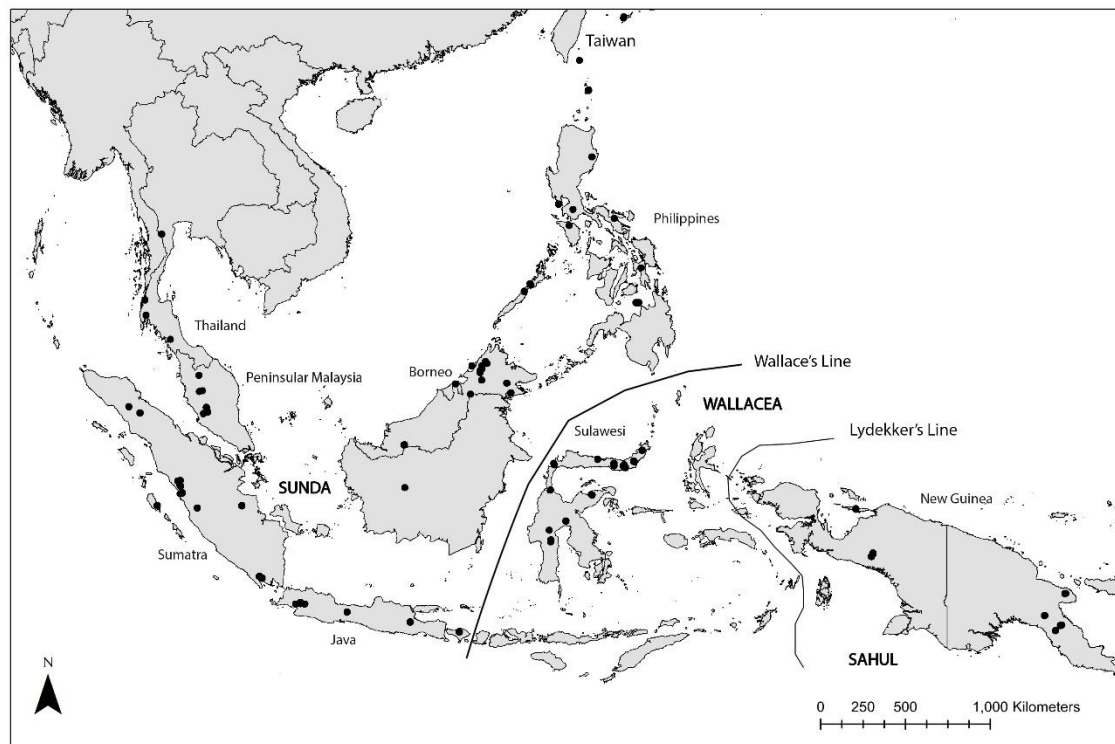 Taiwan
Philippines
Thailand
Peninsular Malaysia
Borneo
Wallace's Line
WALLACEA
Sulawesi
Lydekker's Line
SUNDA
New Guinea
Sumatra
Java
SAHUL
N
0 250 500 1,000 Kilometers